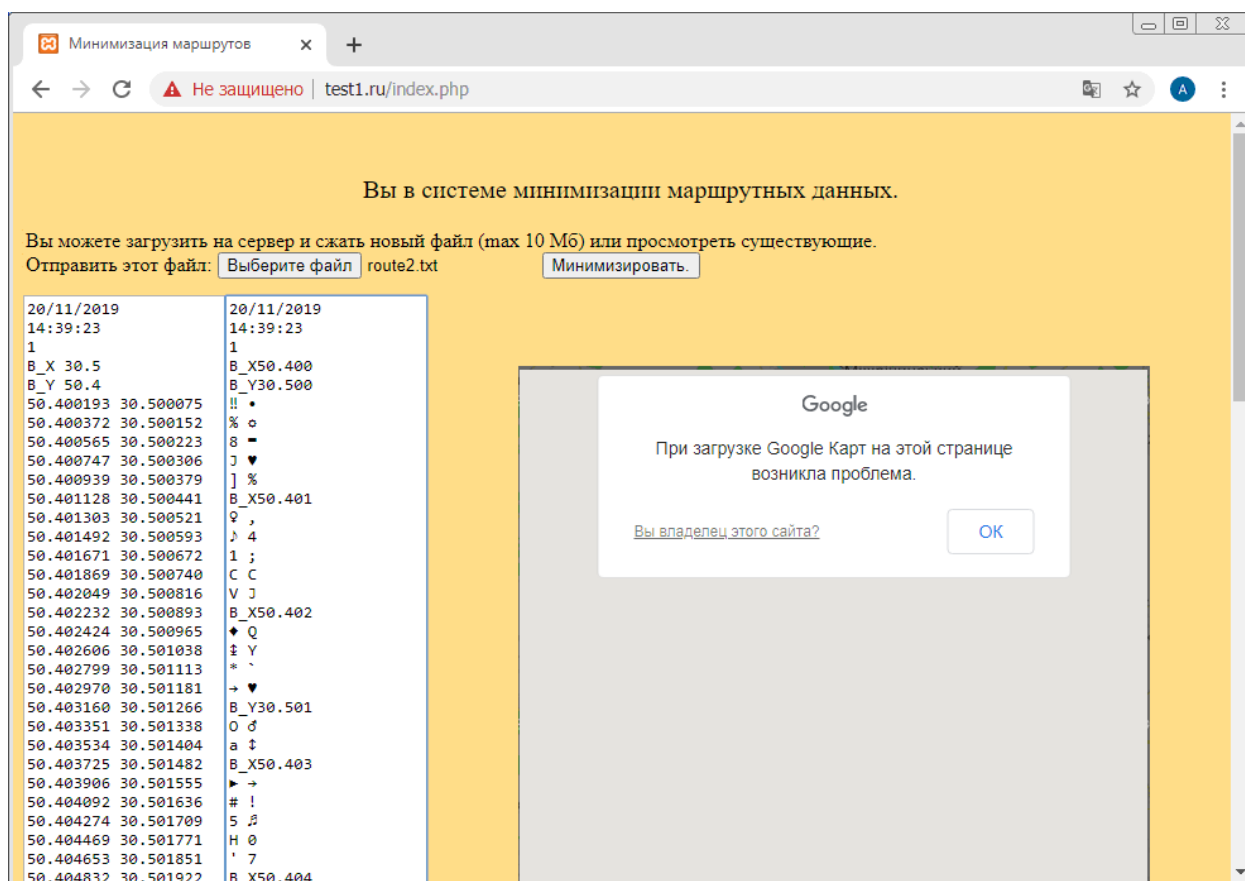 Минимизация маршрутов
Не защищено | test1.ru/index.php
A
Вы в системе минимизации маршрутных данных.
Вы можете загрузить на сервер и сжать новый файл (max 10 Мб) или просмотреть существующие.
Отправить этот файл: Выберите файл route2.txt Минимизировать.
20/11/2019
14:39:23
1
B_X 30.5
B_Y 50.4
50.400193 30.500075
50.400372 30.500152
50.400565 30.500223
50.400747 30.500306
50.400939 30.500379
50.401128 30.500441
50.401303 30.500521
50.401492 30.500593
50.401671 30.500672
50.401869 30.500740
50.402049 30.500816
50.402232 30.500893
50.402424 30.500965
50.402606 30.501038
50.402799 30.501113
50.402970 30.501181
50.403160 30.501266
50.403351 30.501338
50.403534 30.501404
50.403725 30.501482
50.403906 30.501555
50.404092 30.501636
50.404274 30.501709
50.404469 30.501771
50.404653 30.501851
50.404832 30.501922
20/11/2019
14:39:23
1
B_X50.400
B_Y30.500
‼ •
% ☼
8 ▬
J ♥
] %
B_X50.401
♀ ,
♪ 4
1 ;
C C
V J
B_X50.402
♦ Q
↕ Y
* `
→ ♥
B_Y30.501
O ♂
a ↕
B_X50.403
► →
# !
5 ♬
H 0
' 7
B_X50.404
Google
При загрузке Google Карт на этой странице
возникла проблема.
Вы владелец этого сайта?
OK